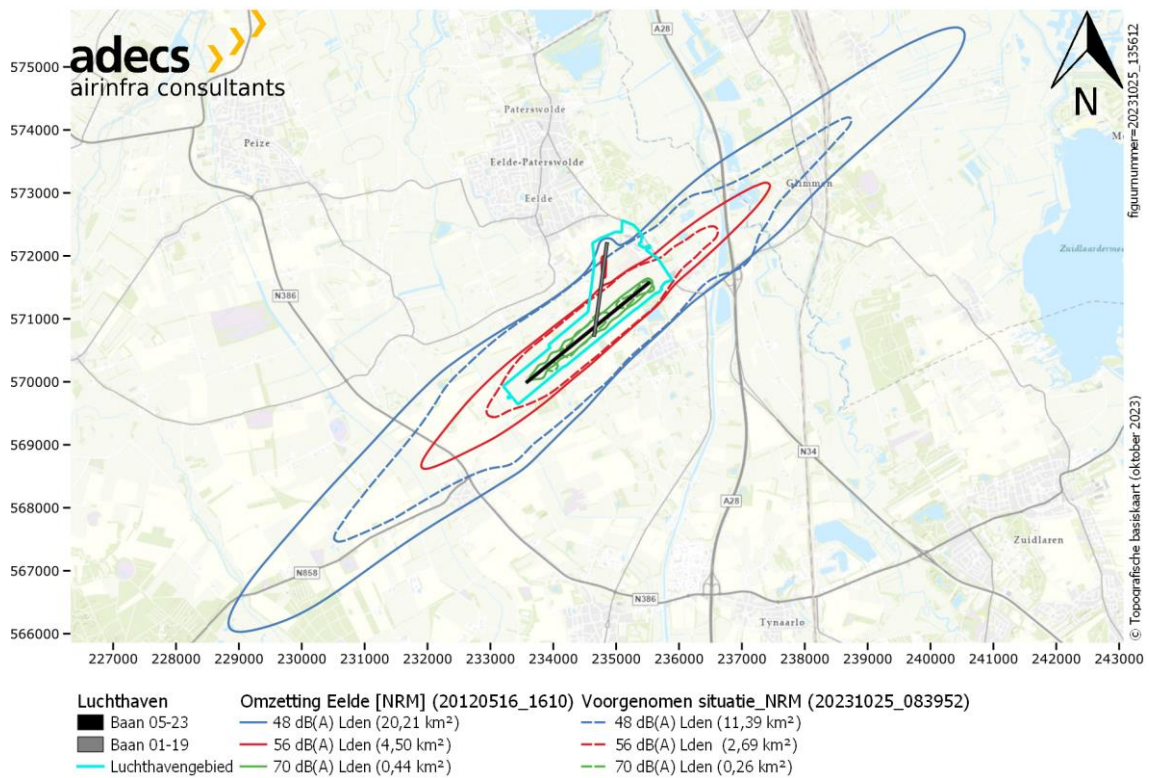 adecs
airinfra consultants
N
figuurnummer=20231025_135612
© Topografische basiskaart (oktober 2023)
575000
574000
573000
572000
571000
570000
569000
568000
567000
566000
A28
Paterswolde
Peize
Eelde-Paterswolde
Eelde
Glimmen
N386
N34
A28
Zuidlaren
N858
N386
Tynaarlo
227000 228000 229000 230000 231000 232000 233000 234000 235000 236000 237000 238000 239000 240000 241000 242000 243000
Luchthaven
Baan 05-23
Baan 01-19
Luchthavengebied
Omzetting Eelde [NRM] (20120516_1610)
48 dB(A) Lden (20,21 km²)
56 dB(A) Lden (4,50 km²)
70 dB(A) Lden (0,44 km²)
Voorgenomen situatie_NRM (20231025_083952)
48 dB(A) Lden (11,39 km²)
56 dB(A) Lden (2,69 km²)
70 dB(A) Lden (0,26 km²)